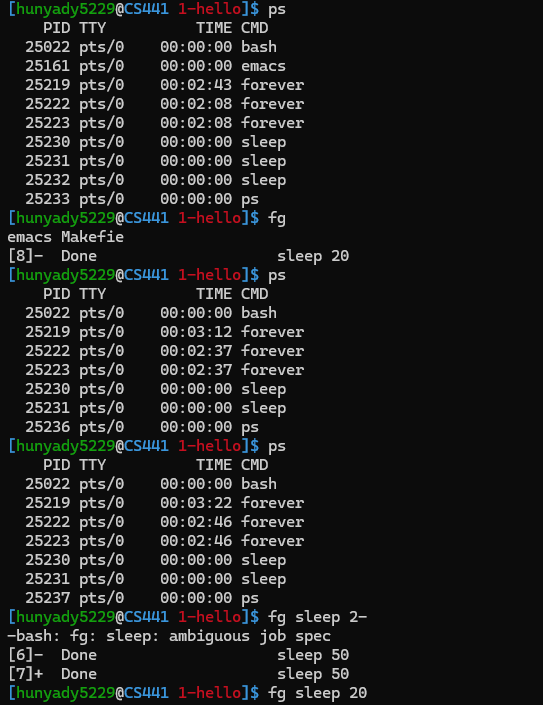 [hunyady5229@CS441 1-hello]$ ps
    PID TTY          TIME CMD
  25022 pts/0    00:00:00 bash
  25161 pts/0    00:00:00 emacs
  25219 pts/0    00:02:43 forever
  25222 pts/0    00:02:08 forever
  25223 pts/0    00:02:08 forever
  25230 pts/0    00:00:00 sleep
  25231 pts/0    00:00:00 sleep
  25232 pts/0    00:00:00 sleep
  25233 pts/0    00:00:00 ps
[hunyady5229@CS441 1-hello]$ fg
emacs Makefie
[8]-  Done                    sleep 20
[hunyady5229@CS441 1-hello]$ ps
    PID TTY          TIME CMD
  25022 pts/0    00:00:00 bash
  25219 pts/0    00:03:12 forever
  25222 pts/0    00:02:37 forever
  25223 pts/0    00:02:37 forever
  25230 pts/0    00:00:00 sleep
  25231 pts/0    00:00:00 sleep
  25236 pts/0    00:00:00 ps
[hunyady5229@CS441 1-hello]$ ps
    PID TTY          TIME CMD
  25022 pts/0    00:00:00 bash
  25219 pts/0    00:03:22 forever
  25222 pts/0    00:02:46 forever
  25223 pts/0    00:02:46 forever
  25230 pts/0    00:00:00 sleep
  25231 pts/0    00:00:00 sleep
  25237 pts/0    00:00:00 ps
[hunyady5229@CS441 1-hello]$ fg sleep 2-
-bash: fg: sleep: ambiguous job spec
[6]-  Done                    sleep 50
[7]+  Done                    sleep 50
[hunyady5229@CS441 1-hello]$ fg sleep 20